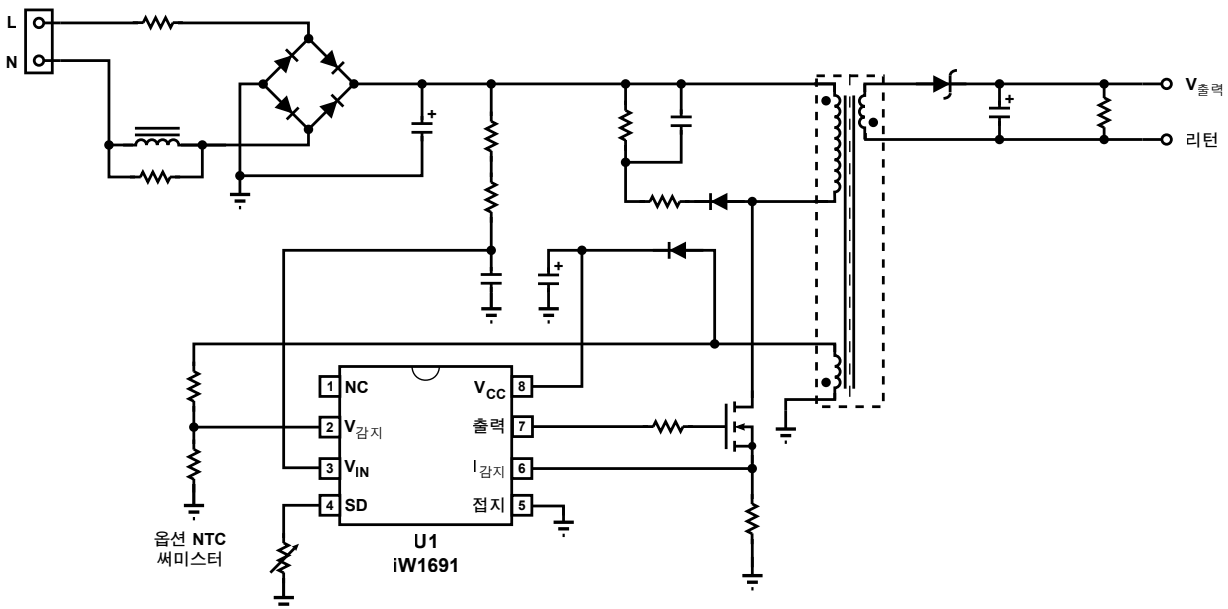 L
N
+
V출력
+
리턴
+
1 NC
VCC 8
2 V감지
출력 7
3 VIN
I감지 6
4 SD
접지 5
옵션 NTC
써미스터
U1
iW1691